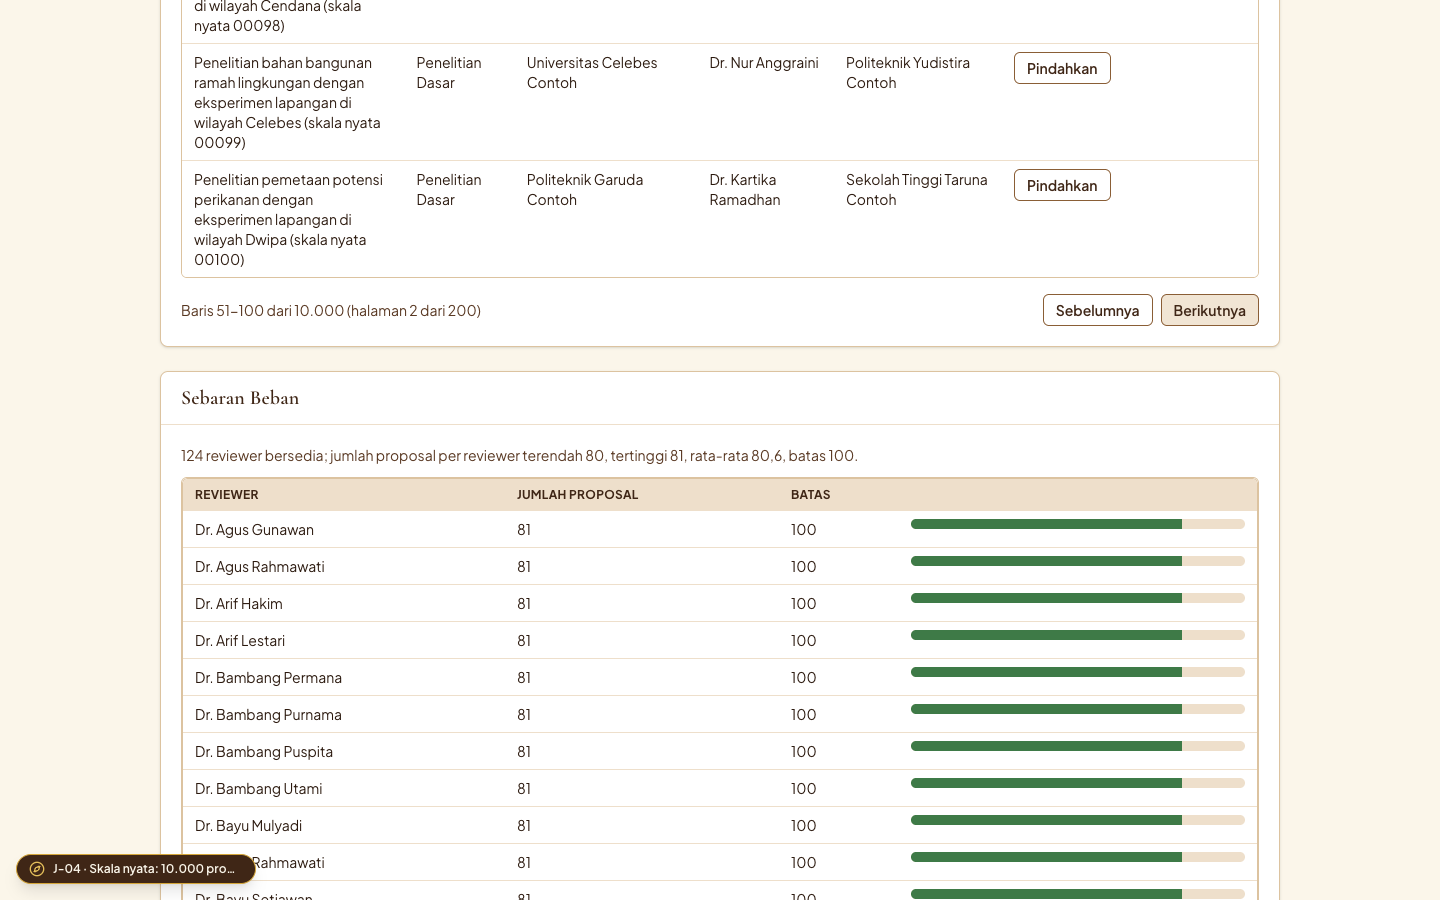 di wilayah Cendana (skala
nyata 00098)
Penelitian bahan bangunan
ramah lingkungan dengan
eksperimen lapangan di
wilayah Celebes (skala nyata
00099)
Penelitian
Dasar
Universitas Celebes
Contoh
Dr. Nur Anggraini
Politeknik Yudistira
Contoh
Pindahkan
Penelitian pemetaan potensi
perikanan dengan
eksperimen lapangan di
wilayah Dwipa (skala nyata
00100)
Penelitian
Dasar
Politeknik Garuda
Contoh
Dr. Kartika
Ramadhan
Sekolah Tinggi Taruna
Contoh
Pindahkan
Baris 51–100 dari 10.000 (halaman 2 dari 200)
Sebelumnya
Berikutnya
Sebaran Beban
124 reviewer bersedia; jumlah proposal per reviewer terendah 80, tertinggi 81, rata-rata 80,6, batas 100.
REVIEWER JUMLAH PROPOSAL BATAS
Dr. Agus Gunawan 81 100
Dr. Agus Rahmawati 81 100
Dr. Arif Hakim 81 100
Dr. Arif Lestari 81 100
Dr. Bambang Permana 81 100
Dr. Bambang Purnama 81 100
Dr. Bambang Puspita 81 100
Dr. Bambang Utami 81 100
Dr. Bayu Mulyadi 81 100
Rahmawati 81 100
Dr. Bayu Setiawan 81 100
J-04 · Skala nyata: 10.000 pro...